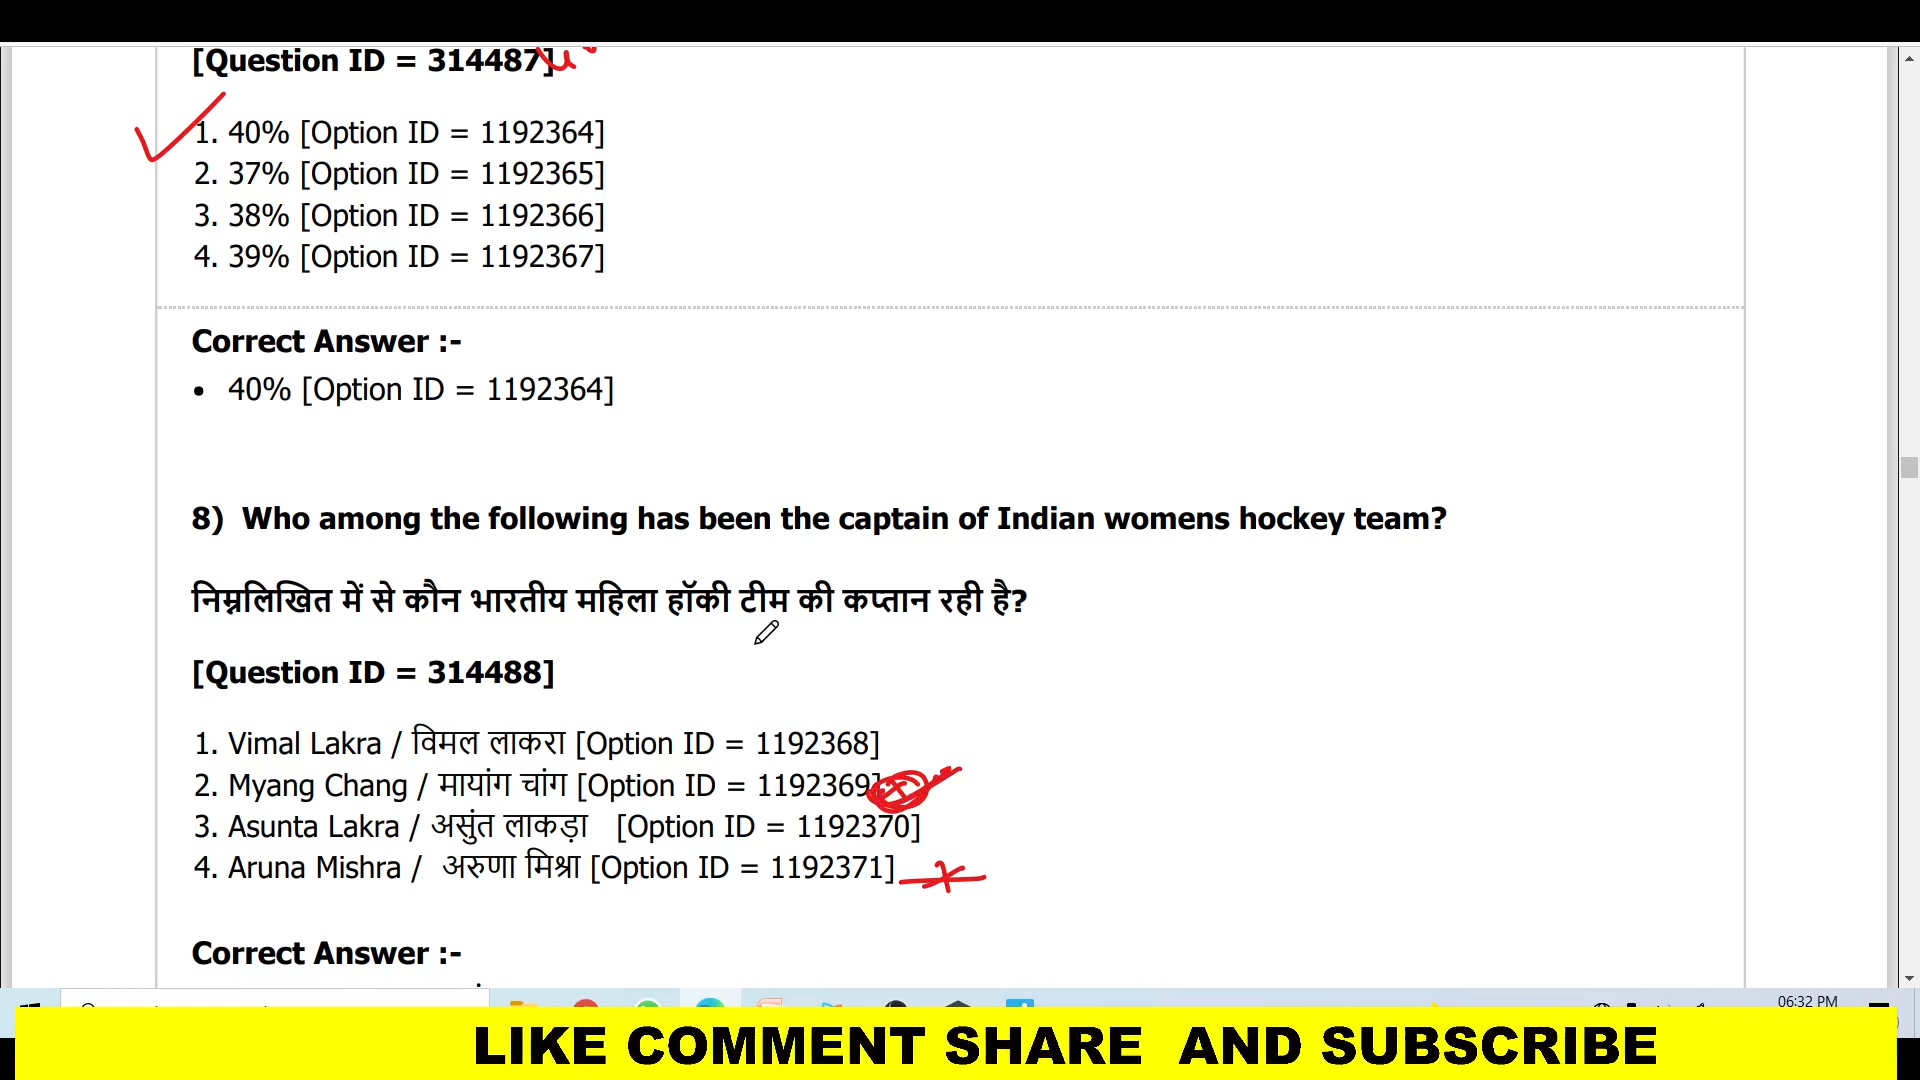 [Question ID = 314487]
1. 40% [Option ID = 1192364]
2. 37% [Option ID = 1192365]
3. 38% [Option ID = 1192366]
4. 39% [Option ID = 1192367]
Correct Answer :-
• 40% [Option ID = 1192364]
8) Who among the following has been the captain of Indian womens hockey team?
निम्नलिखित में से कौन भारतीय महिला हॉकी टीम की कप्तान रही है?
[Question ID = 314488]
1. Vimal Lakra / विमल लाकरा [Option ID = 1192368]
2. Myang Chang / मायांग चांग [Option ID = 1192369]
3. Asunta Lakra / असुंत लाकड़ा [Option ID = 1192370]
4. Aruna Mishra / अरुणा मिश्रा [Option ID = 1192371]
Correct Answer :-
06:32 PM
LIKE COMMENT SHARE AND SUBSCRIBE